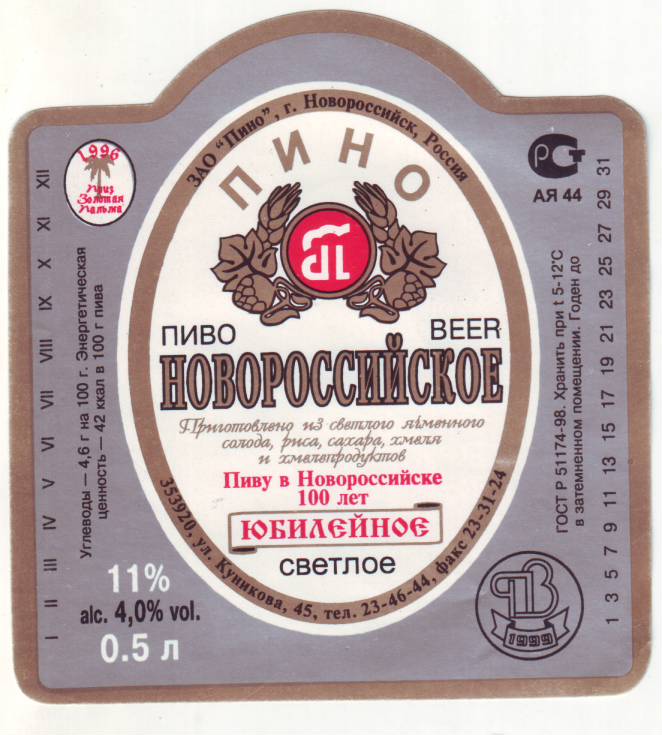 ЗАО "Пино", г. Новороссийск, Россия
ПИНО
1996
Приз
Золотая
Пальма
Р Ст
АЯ 44
ПИВО
BEER
НОВОРОССИЙСКОЕ
Приготовлено из светлого ячменного
солода, риса, сахара, хмеля
и хмелепродуктов
Пиву в Новороссийске
100 лет
ЮБИЛЕЙНОЕ
светлое
353920, ул. Куникова, 45, тел. 23-46-44, факс 23-31-24
I II III IV V VI VII VIII IX X XI XII
Углеводы — 4,6 г на 100 г. Энергетическая
ценность — 42 ккал в 100 г пива
11%
alc. 4,0% vol.
0.5 л
ГОСТ Р 51174-98. Хранить при t 5-12°С
в затемненном помещении. Годен до
1 3 5 7 9 11 13 15 17 19 21 23 25 27 29 31
1999